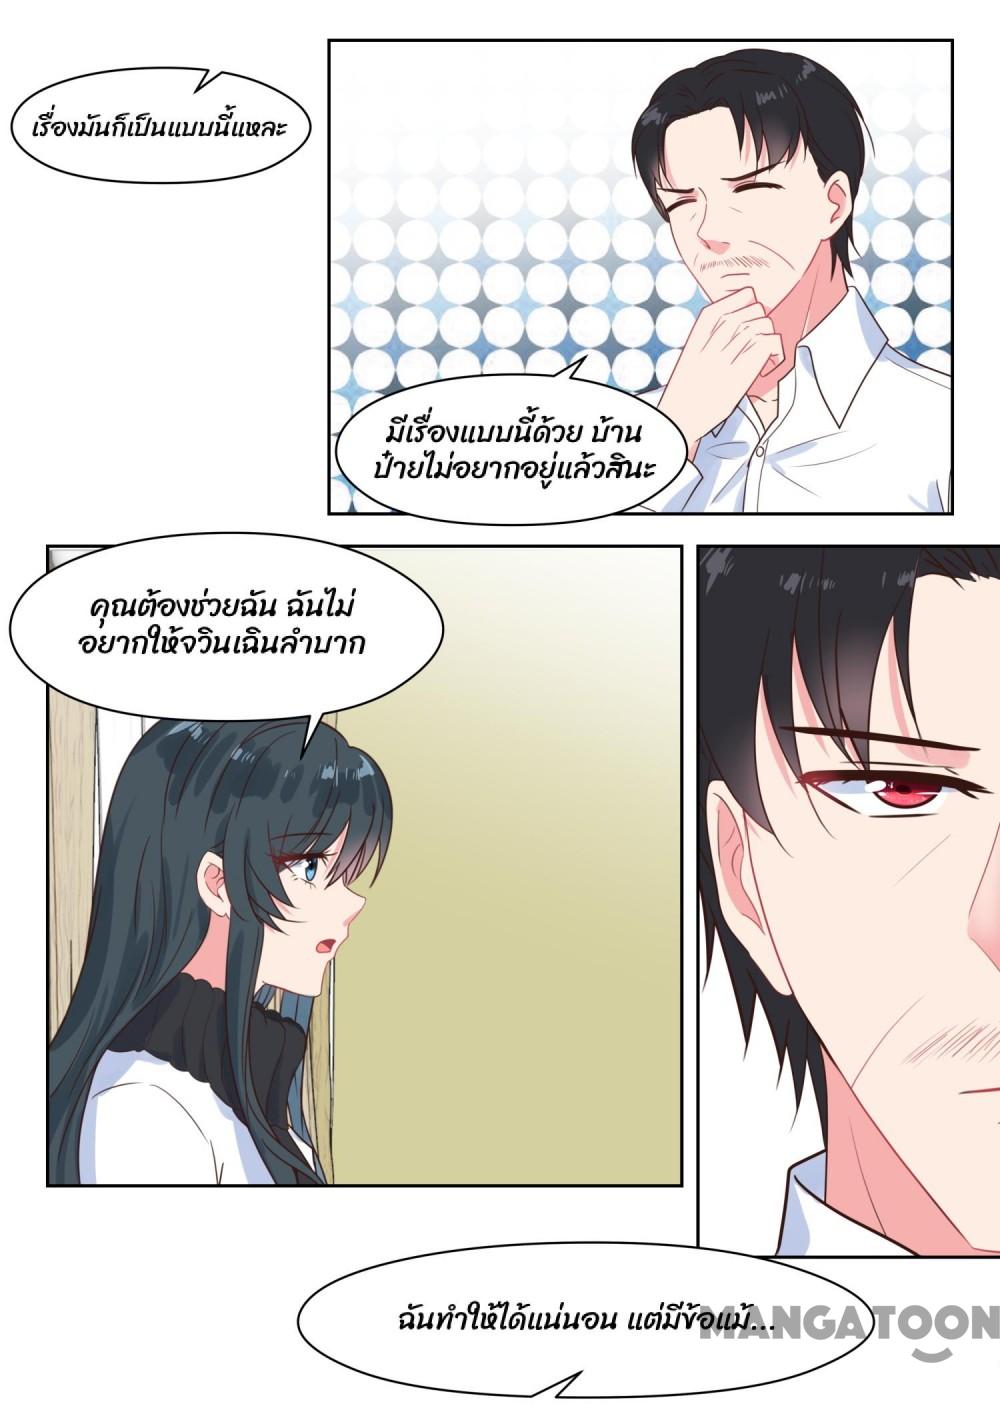 เรื่องมันก็เป็นแบบนี้แหละ
มีเรื่องแบบนี้ด้วย บ้าน
ป๋ายไม่อยากอยู่แล้วสินะ
คุณต้องช่วยฉัน ฉันไม่
อยากให้จวินเฉินลำบาก
ฉันทำให้ได้แน่นอน แต่มีข้อแม้...
MANGATOON